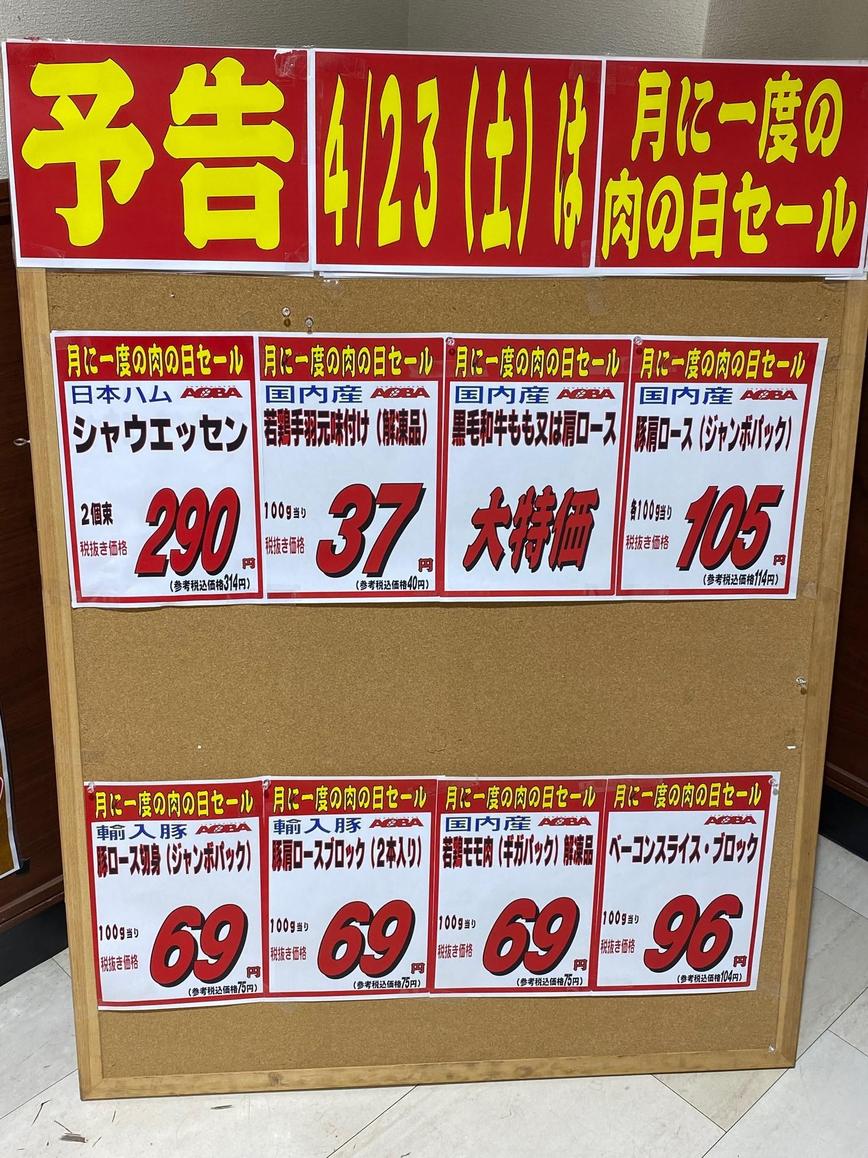 予告
4/23(土)は
月に一度の
肉の日セール
月に一度の肉の日セール
日本ハム AOBA
シャウエッセン
2個束
税抜き価格 290円
(参考税込価格314円)
月に一度の肉の日セール
国内産 AOBA
若鶏手羽元味付け(解凍品)
100g当り
税抜き価格 37円
(参考税込価格40円)
月に一度の肉の日セール
国内産 AOBA
黒毛和牛もも又は肩ロース
大特価
月に一度の肉の日セール
国内産 AOBA
豚肩ロース(ジャンボパック)
各100g当り
税抜き価格 105円
(参考税込価格114円)
月に一度の肉の日セール
輸入豚 AOBA
豚ロース切身(ジャンボパック)
100g当り
税抜き価格 69円
(参考税込価格75円)
月に一度の肉の日セール
輸入豚 AOBA
豚肩ロースブロック(2本入り)
100g当り
税抜き価格 69円
(参考税込価格75円)
月に一度の肉の日セール
国内産 AOBA
若鶏モモ肉(ギガパック)解凍品
100g当り
税抜き価格 69円
(参考税込価格75円)
月に一度の肉の日セール
AOBA
ベーコンスライス・ブロック
100g当り
税抜き価格 96円
(参考税込価格104円)